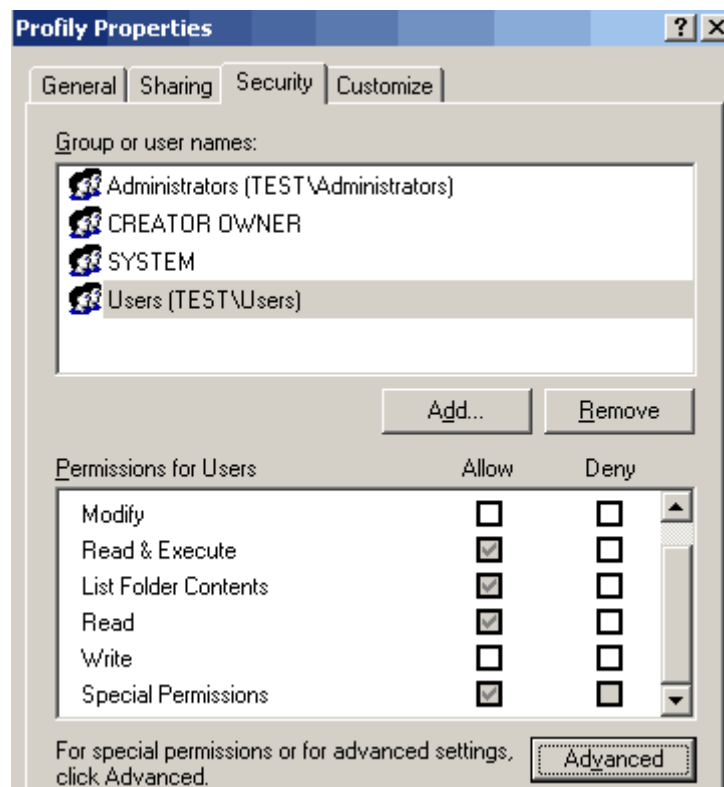 Profily Properties
General Sharing Security Customize
Group or user names:
Administrators (TEST\Administrators)
CREATOR OWNER
SYSTEM
Users (TEST\Users)
Add... Remove
Permissions for Users Allow Deny
Modify
Read & Execute
List Folder Contents
Read
Write
Special Permissions
For special permissions or for advanced settings,
click Advanced.
Advanced